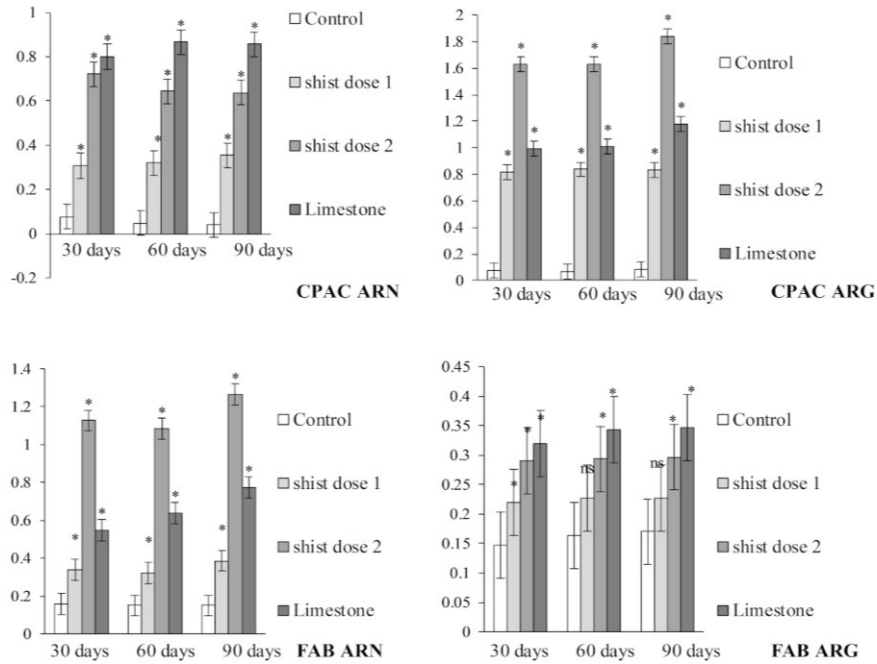 1
0.8
0.6
0.4
0.2
0
-0.2
* * * *
* * * *
* * * *
30 days 60 days 90 days
Control
shist dose 1
shist dose 2
Limestone
CPAC ARN
2
1.8
1.6
1.4
1.2
1
0.8
0.6
0.4
0.2
0
* * *
* * *
* * *
30 days 60 days 90 days
Control
shist dose 1
shist dose 2
Limestone
CPAC ARG
1.4
1.2
1
0.8
0.6
0.4
0.2
0
* * *
* * *
* * *
30 days 60 days 90 days
Control
shist dose 1
shist dose 2
Limestone
FAB ARN
0.45
0.4
0.35
0.3
0.25
0.2
0.15
0.1
0.05
0
* * *
ns * *
ns * *
30 days 60 days 90 days
Control
shist dose 1
shist dose 2
Limestone
FAB ARG